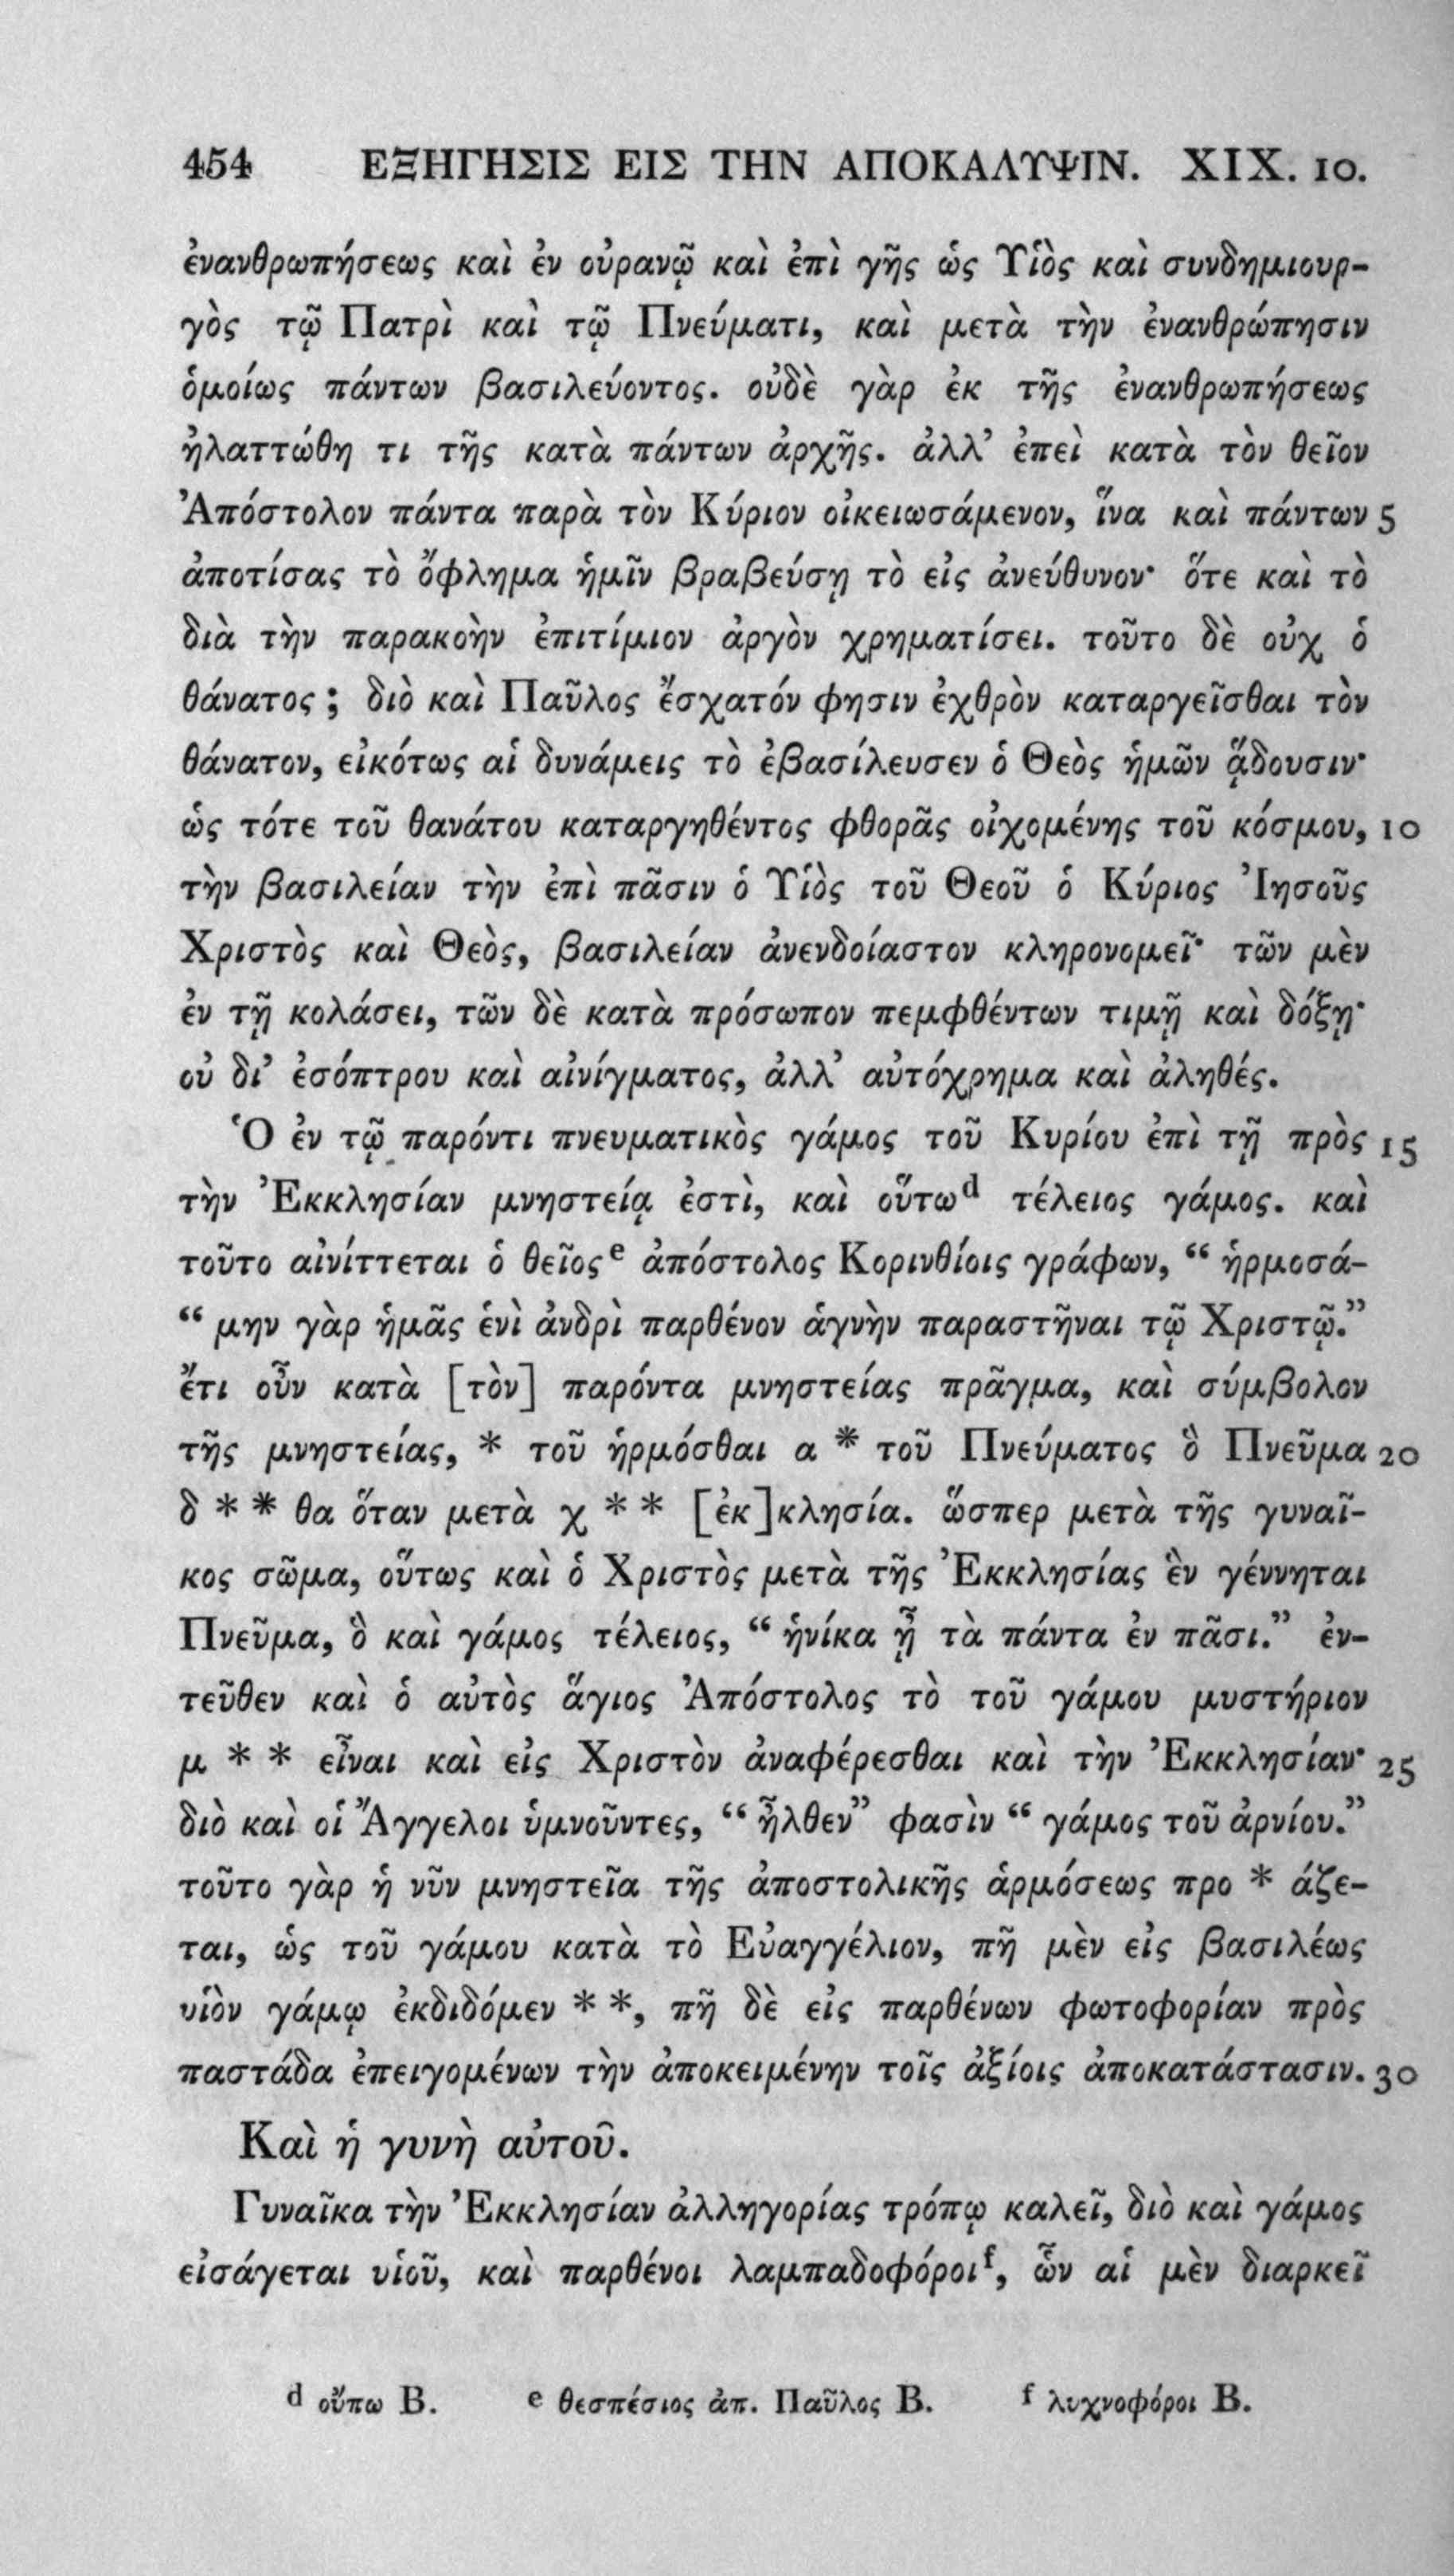 454 ΕΞΗΓΗΣΙΣ ΕΙΣ ΤΗΝ ΑΠΟΚΑΛΥΨΙΝ. XIX. 10.
ἐνανθρωπήσεως καὶ ἐν οὐρανῷ καὶ ἐπὶ γῆς ὡς Υἱὸς καὶ συνδημιουρ-
γὸς τῷ Πατρὶ καὶ τῷ Πνεύματι, καὶ μετὰ τὴν ἐνανθρώπησιν
ὁμοίως πάντων βασιλεύοντος. οὐδὲ γὰρ ἐκ τῆς ἐνανθρωπήσεως
ἠλαττώθη τι τῆς κατὰ πάντων ἀρχῆς. ἀλλ’ ἐπεὶ κατὰ τὸν θεῖον
Ἀπόστολον πάντα παρὰ τὸν Κύριον οἰκειωσάμενον, ἵνα καὶ πάντων 5
ἀποτίσας τὸ ὄφλημα ἡμῖν βραβεύσῃ τὸ εἰς ἀνεύθυνον· ὅτε καὶ τὸ
διὰ τὴν παρακοὴν ἐπιτίμιον ἀργὸν χρηματίσει. τοῦτο δὲ οὐχ ὁ
θάνατος; διὸ καὶ Παῦλος ἔσχατόν φησιν ἐχθρὸν καταργεῖσθαι τὸν
θάνατον, εἰκότως αἱ δυνάμεις τὸ ἐβασίλευσεν ὁ Θεὸς ἡμῶν ᾅδουσιν·
ὡς τότε τοῦ θανάτου καταργηθέντος φθορᾶς οἰχομένης τοῦ κόσμου, 10
τὴν βασιλείαν τὴν ἐπὶ πᾶσιν ὁ Υἱὸς τοῦ Θεοῦ ὁ Κύριος Ἰησοῦς
Χριστὸς καὶ Θεὸς, βασιλείαν ἀνενδοίαστον κληρονομεῖ· τῶν μὲν
ἐν τῇ κολάσει, τῶν δὲ κατὰ πρόσωπον πεμφθέντων τιμῇ καὶ δόξῃ·
οὐ δι’ ἐσόπτρου καὶ αἰνίγματος, ἀλλ’ αὐτόχρημα καὶ ἀληθές.
Ὁ ἐν τῷ παρόντι πνευματικὸς γάμος τοῦ Κυρίου ἐπὶ τῇ πρὸς 15
τὴν Ἐκκλησίαν μνηστείᾳ ἐστὶ, καὶ οὕτω d τέλειος γάμος. καὶ
τοῦτο αἰνίττεται ὁ θεῖος e ἀπόστολος Κορινθίοις γράφων, “ ἡρμοσά-
“ μην γὰρ ἡμᾶς ἑνὶ ἀνδρὶ παρθένον ἁγνὴν παραστῆναι τῷ Χριστῷ.”
ἔτι οὖν κατὰ [τὸν] παρόντα μνηστείας πρᾶγμα, καὶ σύμβολον
τῆς μνηστείας, * τοῦ ἡρμόσθαι α * τοῦ Πνεύματος ὃ Πνεῦμα 20
δ * * θα ὅταν μετὰ χ * * [ἐκ]κλησία. ὥσπερ μετὰ τῆς γυναῖ-
κος σῶμα, οὕτως καὶ ὁ Χριστὸς μετὰ τῆς Ἐκκλησίας ἓν γέννηται
Πνεῦμα, ὃ καὶ γάμος τέλειος, “ ἡνίκα ᾖ τὰ πάντα ἐν πᾶσι.” ἐν-
τεῦθεν καὶ ὁ αὐτὸς ἅγιος Ἀπόστολος τὸ τοῦ γάμου μυστήριον
μ * * εἶναι καὶ εἰς Χριστὸν ἀναφέρεσθαι καὶ τὴν Ἐκκλησίαν· 25
διὸ καὶ οἱ Ἄγγελοι ὑμνοῦντες, “ ἦλθεν” φασὶν “ γάμος τοῦ ἀρνίου.”
τοῦτο γὰρ ἡ νῦν μνηστεῖα τῆς ἀποστολικῆς ἁρμόσεως προ * άζε-
ται, ὡς τοῦ γάμου κατὰ τὸ Εὐαγγέλιον, πῆ μὲν εἰς βασιλέως
υἱὸν γάμῳ ἐκδιδόμεν * *, πῆ δὲ εἰς παρθένων φωτοφορίαν πρὸς
παστάδα ἐπειγομένων τὴν ἀποκειμένην τοῖς ἀξίοις ἀποκατάστασιν. 30
Καὶ ἡ γυνὴ αὐτοῦ.
Γυναῖκα τὴν Ἐκκλησίαν ἀλληγορίας τρόπῳ καλεῖ, διὸ καὶ γάμος
εἰσάγεται υἱοῦ, καὶ παρθένοι λαμπαδοφόροι f, ὧν αἱ μὲν διαρκεῖ
d οὔπω B. e θεσπέσιος ἀπ. Παῦλος B. f λυχνοφόροι B.